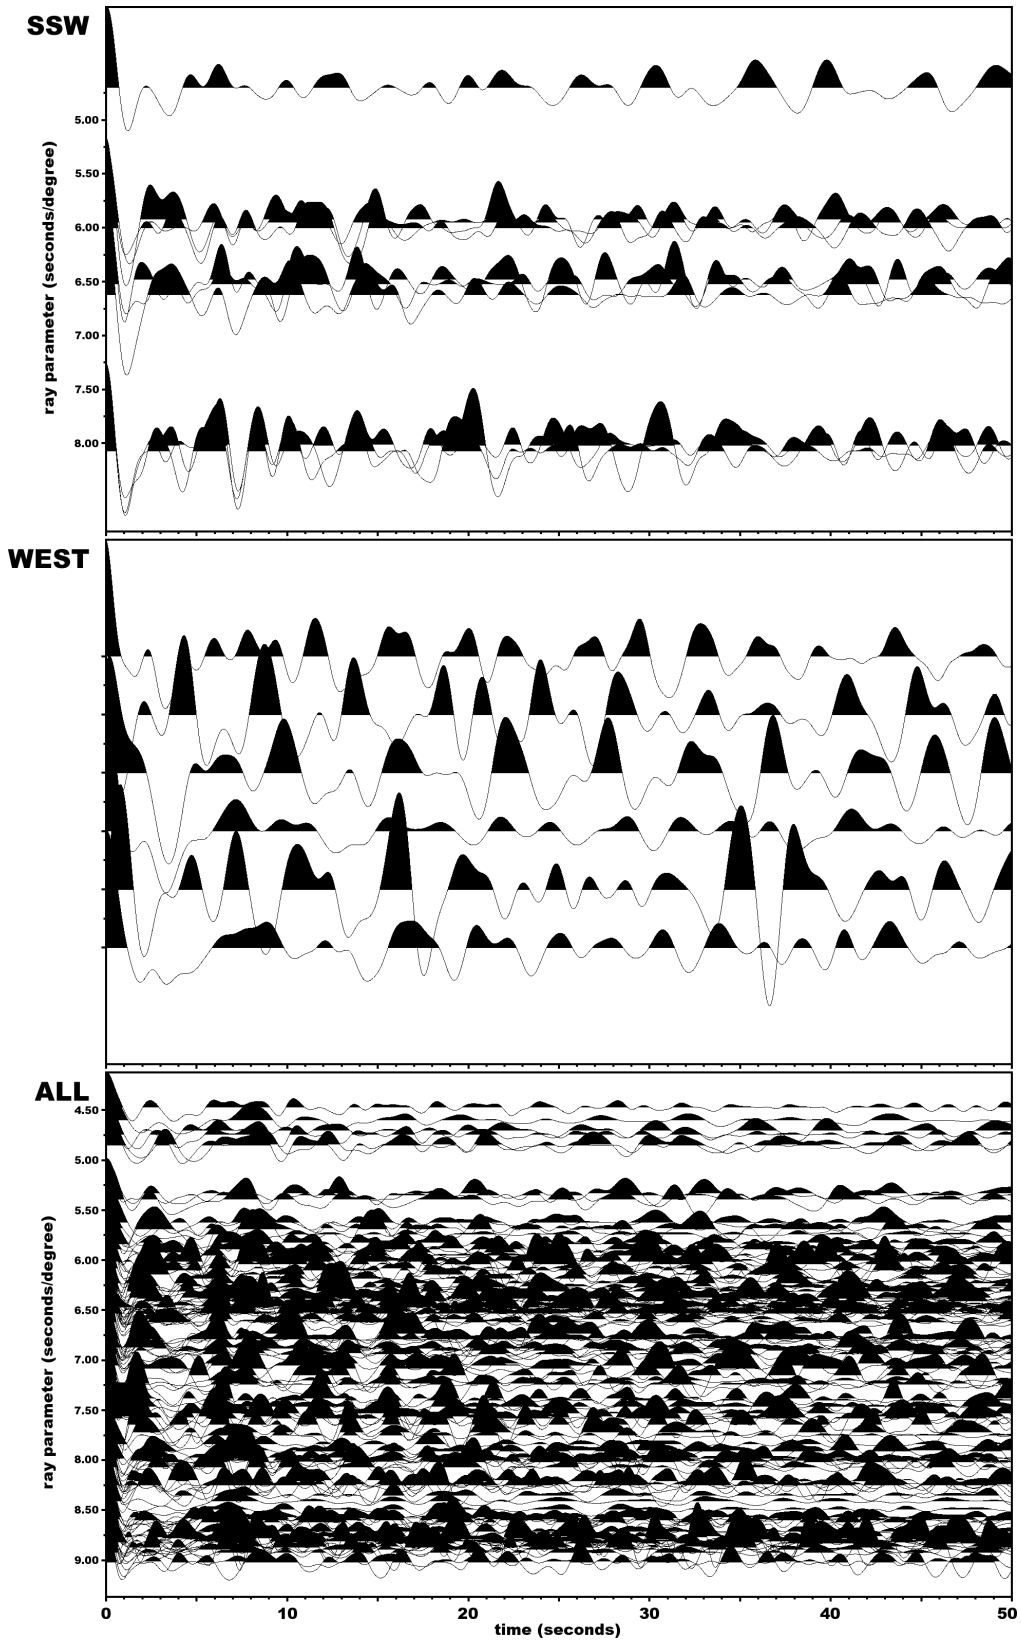 SSW
5.00
5.50
6.00
6.50
7.00
7.50
8.00
ray parameter (seconds/degree)
WEST
ALL
4.50
5.00
5.50
6.00
6.50
7.00
7.50
8.00
8.50
9.00
ray parameter (seconds/degree)
0 10 20 30 40 50
time (seconds)